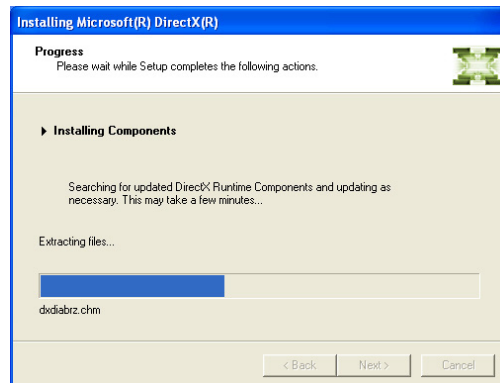 Installing Microsoft(R) DirectX(R)
Progress
Please wait while Setup completes the following actions.
Installing Components
Searching for updated DirectX Runtime Components and updating as
necessary. This may take a few minutes...
Extracting files...
dxdiabrz.chm
< Back Next > Cancel